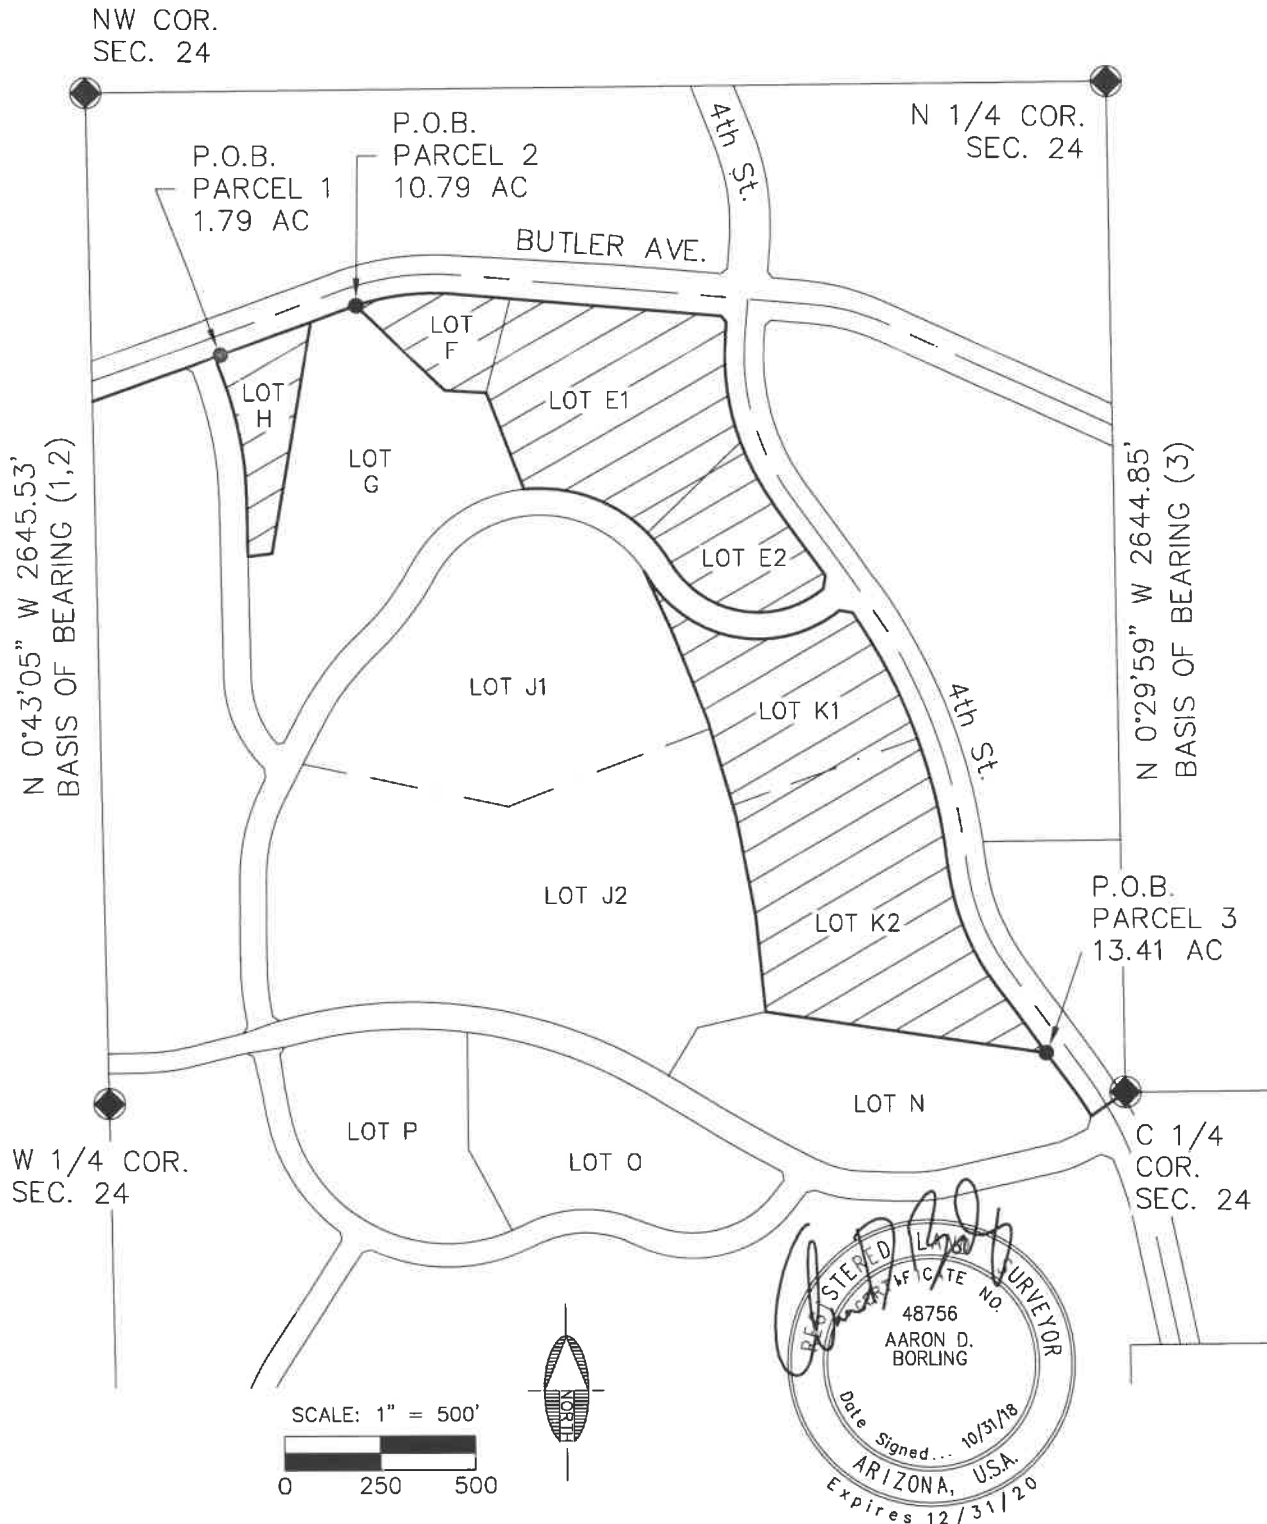 NW COR.
SEC. 24
N 1/4 COR.
SEC. 24
P.O.B.
PARCEL 1
1.79 AC
P.O.B.
PARCEL 2
10.79 AC
4th St.
BUTLER AVE.
LOT
F
LOT
H
LOT E1
LOT
G
N 0°43'05" W 2645.53'
BASIS OF BEARING (1,2)
N 0°29'59" W 2644.85'
BASIS OF BEARING (3)
LOT E2
LOT J1
LOT K1
4th St.
LOT J2
LOT K2
P.O.B.
PARCEL 3
13.41 AC
LOT N
LOT P
LOT O
W 1/4 COR.
SEC. 24
C 1/4
COR.
SEC. 24
REGISTERED LAND SURVEYOR
CERTIFICATE NO.
48756
AARON D.
BORLING
Date Signed... 10/31/18
ARIZONA, U.S.A.
Expires 12/31/20
NORTH
SCALE: 1" = 500'
0 250 500